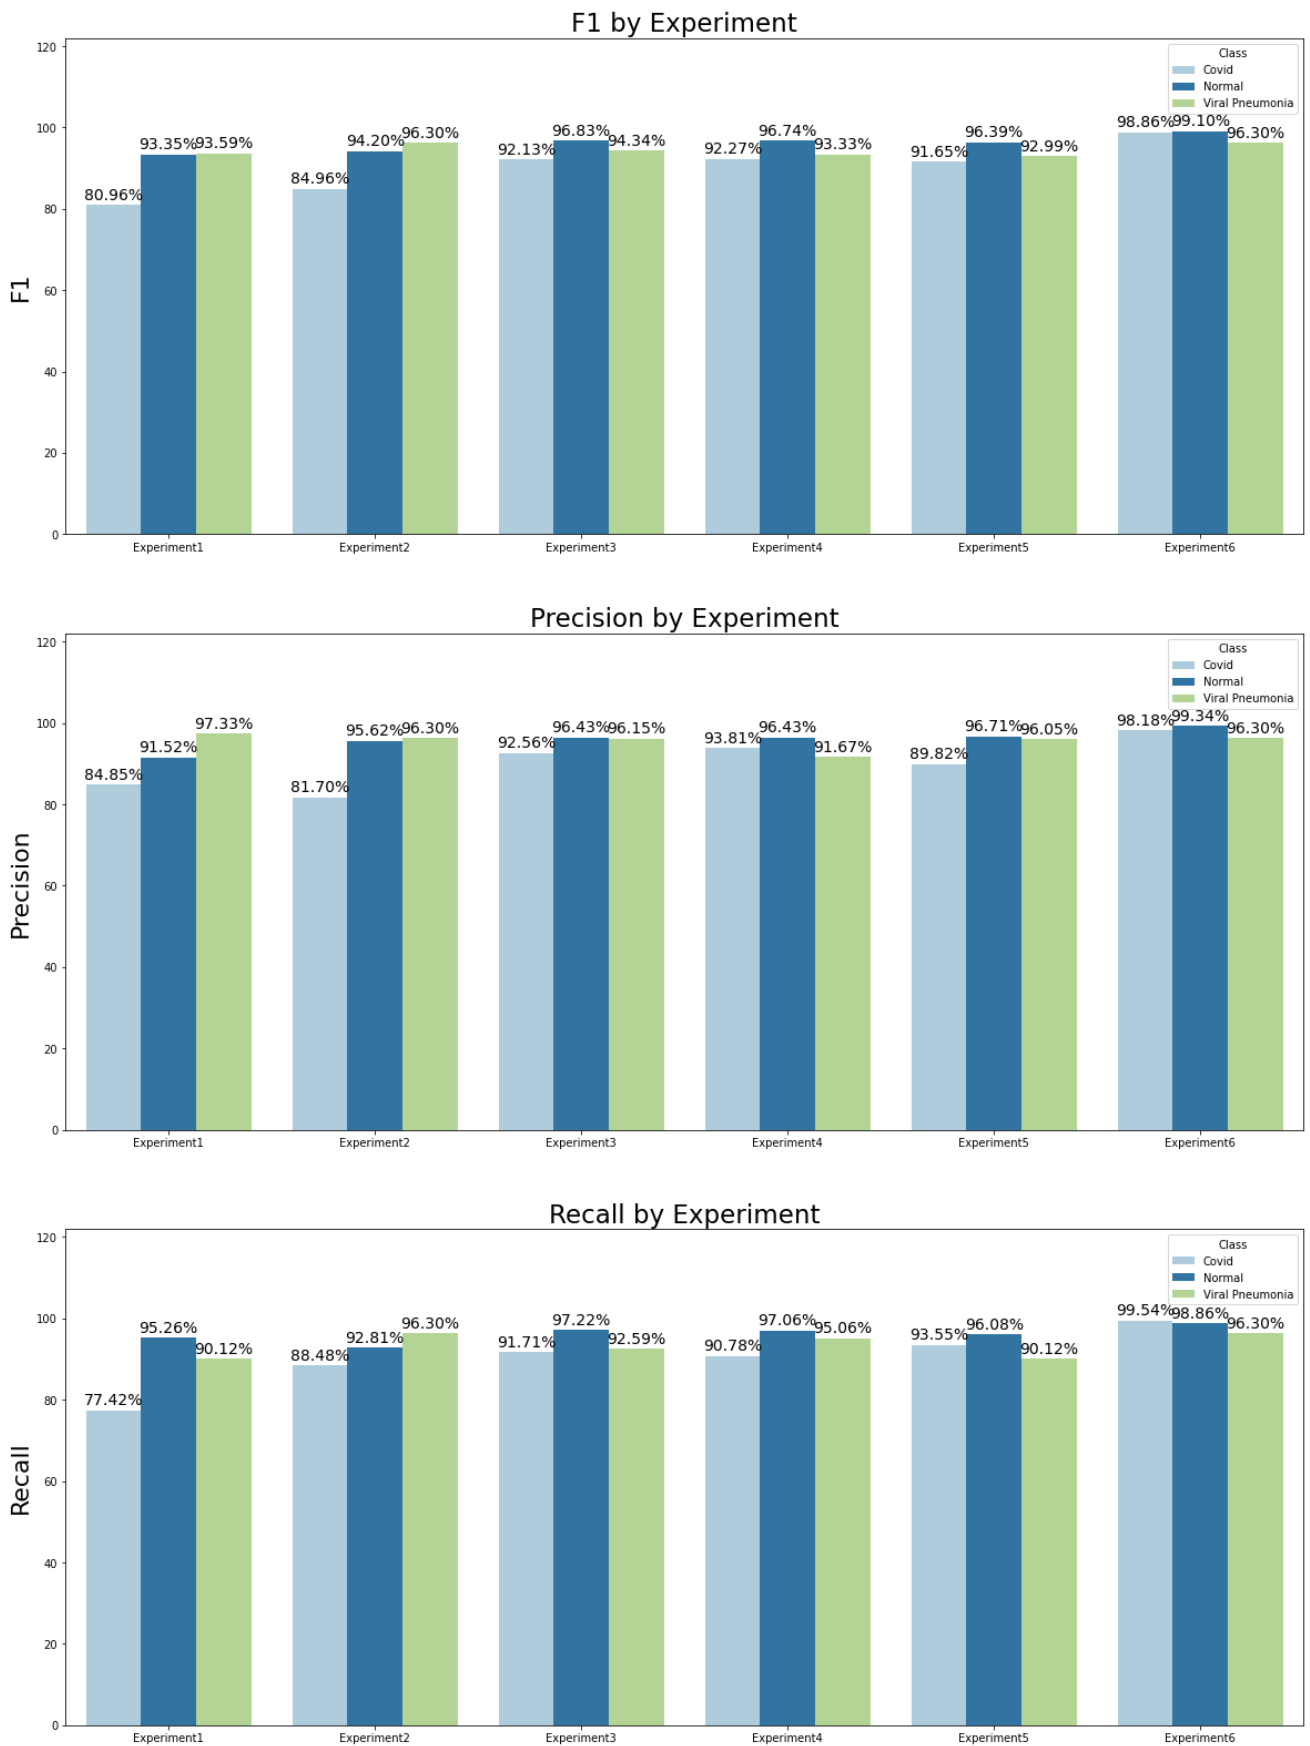 F1 by Experiment
120
100
80
60
40
20
0
F1
Class
Covid
Normal
Viral Pneumonia
80.96% 93.35% 93.59% 84.96% 94.20% 96.30% 92.13% 96.83% 94.34% 92.27% 96.74% 93.33% 91.65% 96.39% 92.99% 98.86% 99.10% 96.30%
Experiment1 Experiment2 Experiment3 Experiment4 Experiment5 Experiment6
Precision by Experiment
120
100
80
60
40
20
0
Precision
Class
Covid
Normal
Viral Pneumonia
84.85% 91.52% 97.33% 81.70% 95.62% 96.30% 92.56% 96.43% 96.15% 93.81% 96.43% 91.67% 89.82% 96.71% 96.05% 98.18% 99.34% 96.30%
Experiment1 Experiment2 Experiment3 Experiment4 Experiment5 Experiment6
Recall by Experiment
120
100
80
60
40
20
0
Recall
Class
Covid
Normal
Viral Pneumonia
77.42% 95.26% 90.12% 88.48% 92.81% 96.30% 91.71% 97.22% 92.59% 90.78% 97.06% 95.06% 93.55% 96.08% 90.12% 99.54% 98.86% 96.30%
Experiment1 Experiment2 Experiment3 Experiment4 Experiment5 Experiment6